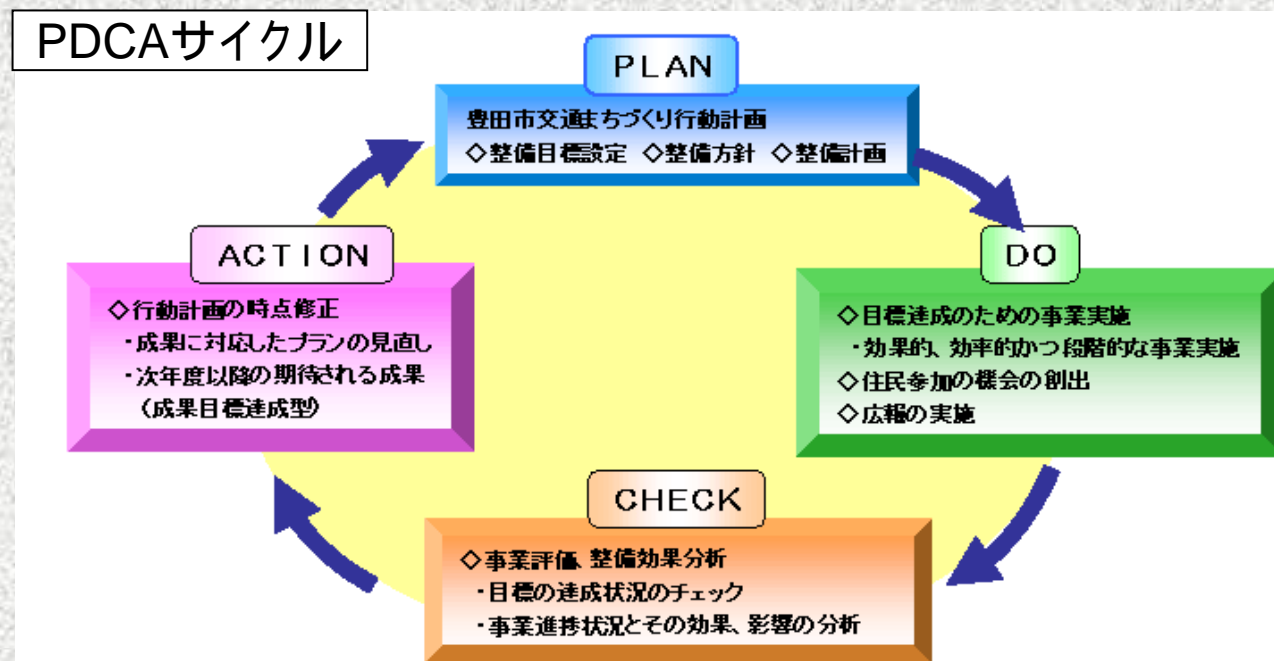 PDCAサイクル
PLAN
豊田市交通まちづくり行動計画
◇整備目標設定 ◇整備方針 ◇整備計画
DO
◇目標達成のための事業実施
・効果的、効率的かつ段階的な事業実施
◇住民参加の機会の創出
◇広報の実施
CHECK
◇事業評価、整備効果分析
・目標の達成状況のチェック
・事業進捗状況とその効果、影響の分析
ACTION
◇行動計画の時点修正
・成果に対応したプランの見直し
・次年度以降の期待される成果
（成果目標達成型）